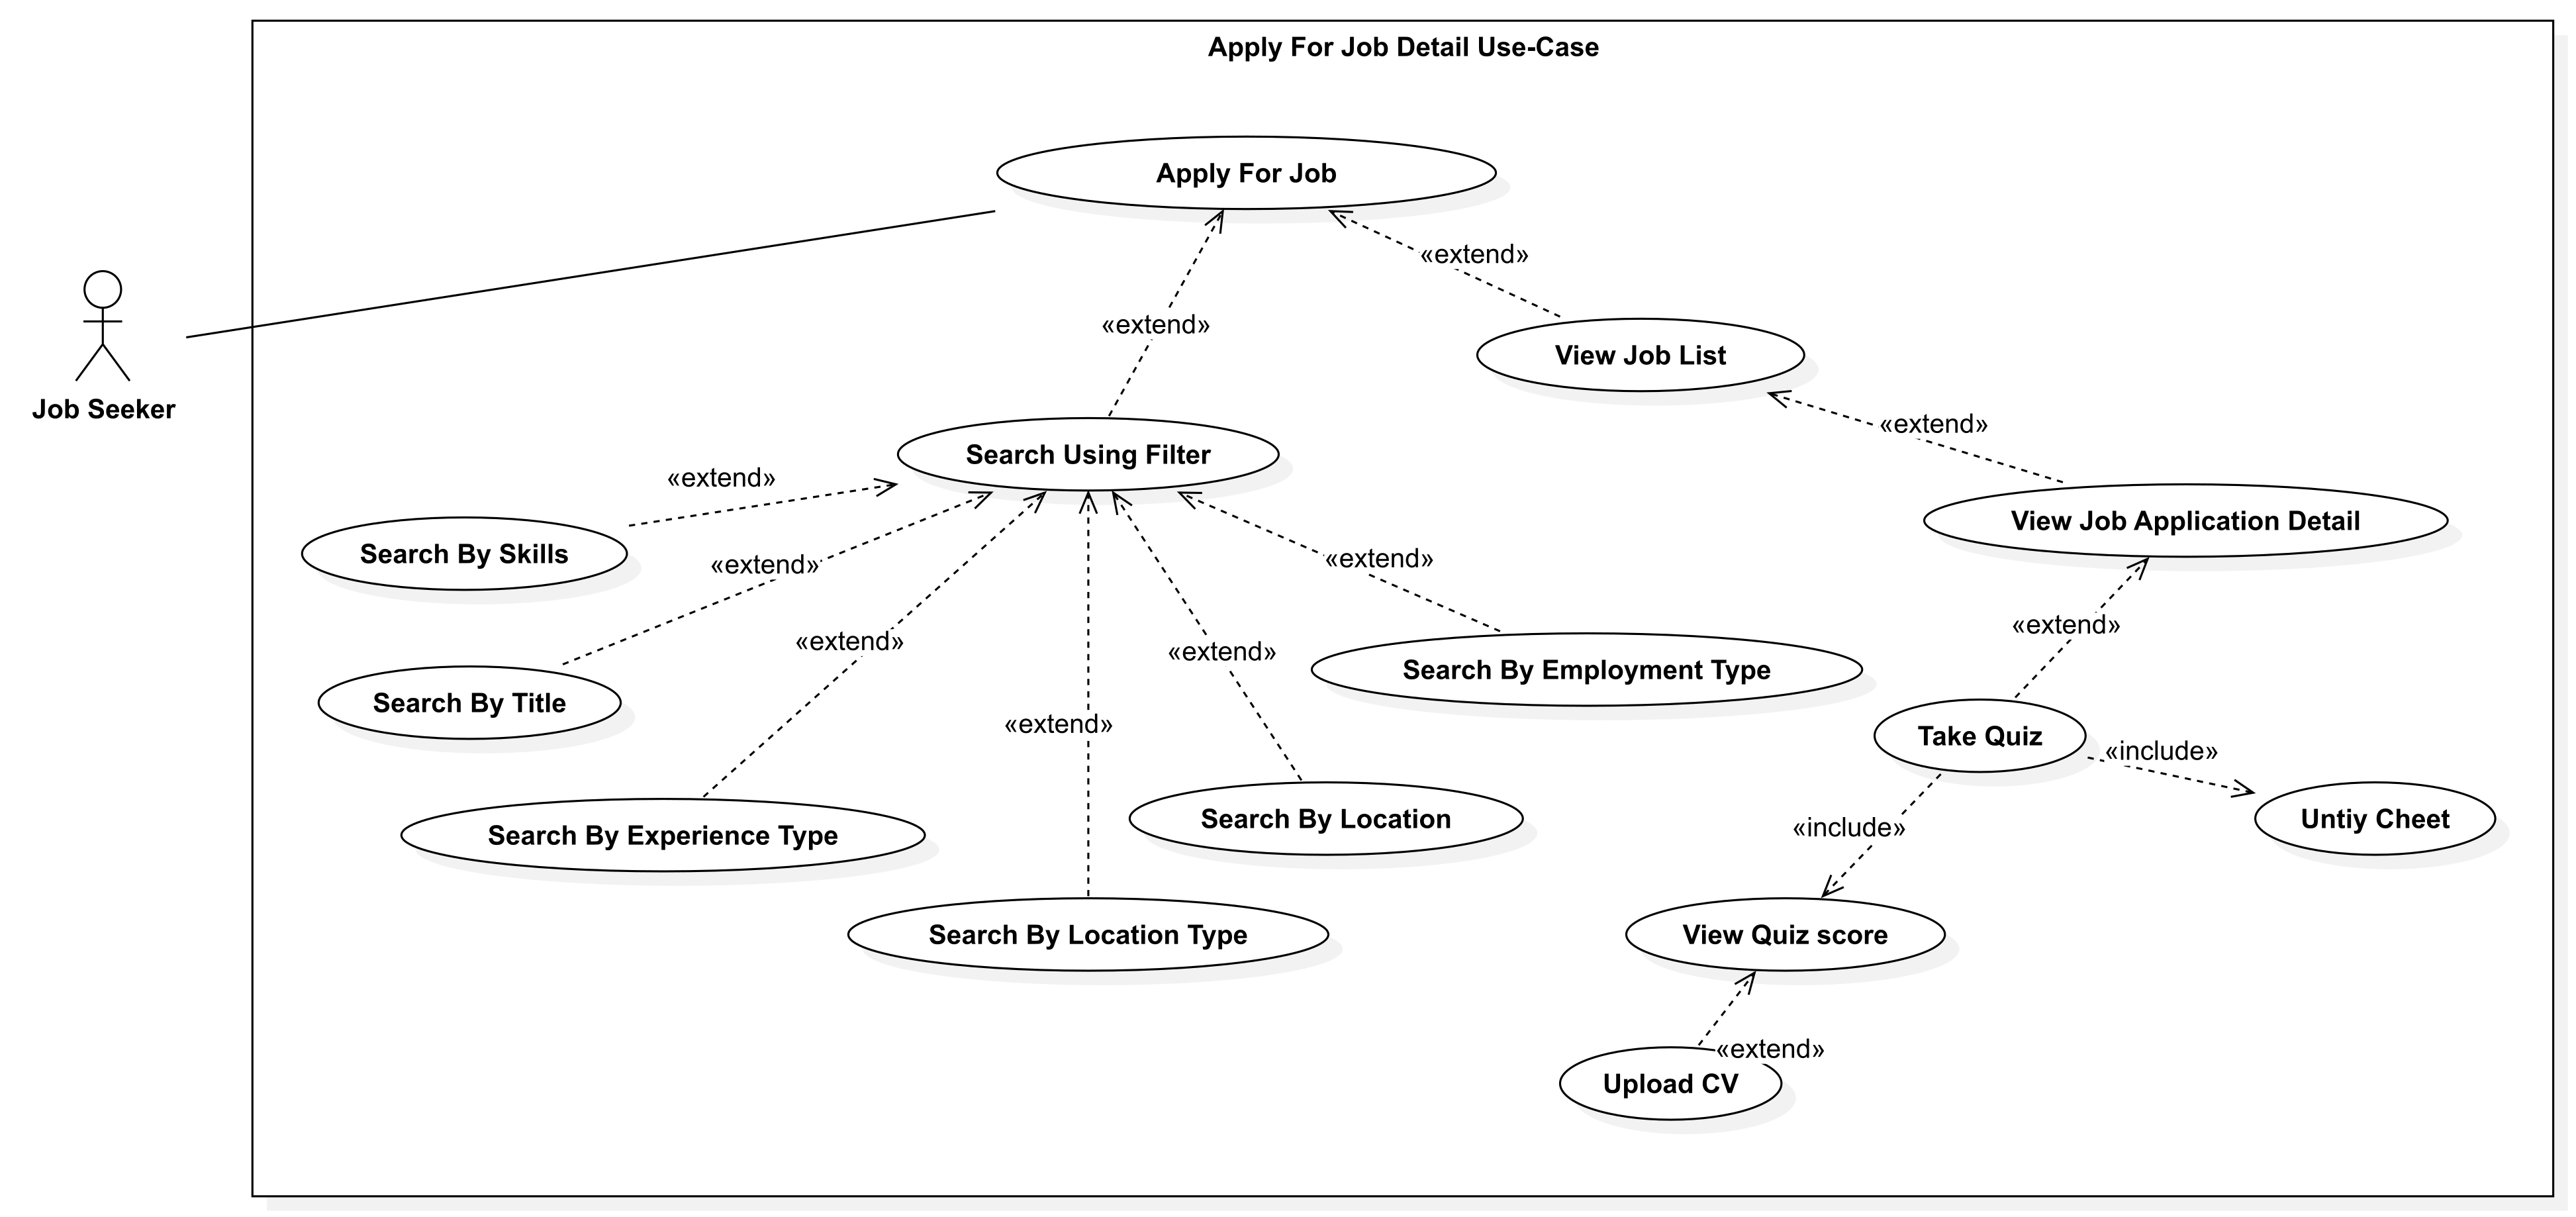 Apply For Job Detail Use-Case
Apply For Job
«extend»
«extend»
View Job List
Job Seeker
«extend»
Search Using Filter
«extend»
View Job Application Detail
Search By Skills
«extend»
«extend»
«extend»
«extend»
«extend»
Search By Employment Type
Search By Title
«extend»
Take Quiz
«include»
Search By Location
Untiy Cheet
Search By Experience Type
«include»
Search By Location Type
View Quiz score
«extend»
Upload CV